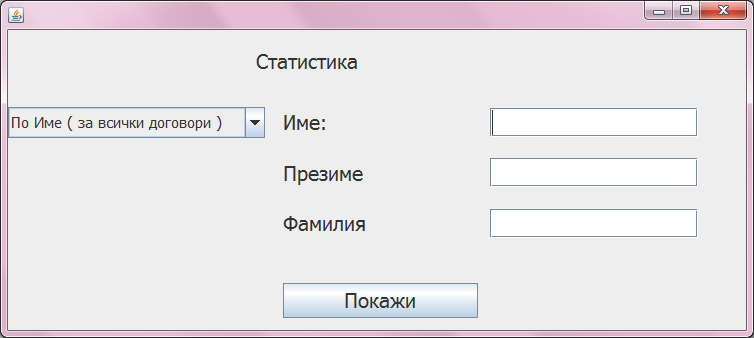 Статистика
По Име ( за всички договори )
Име:
Презиме
Фамилия
Покажи